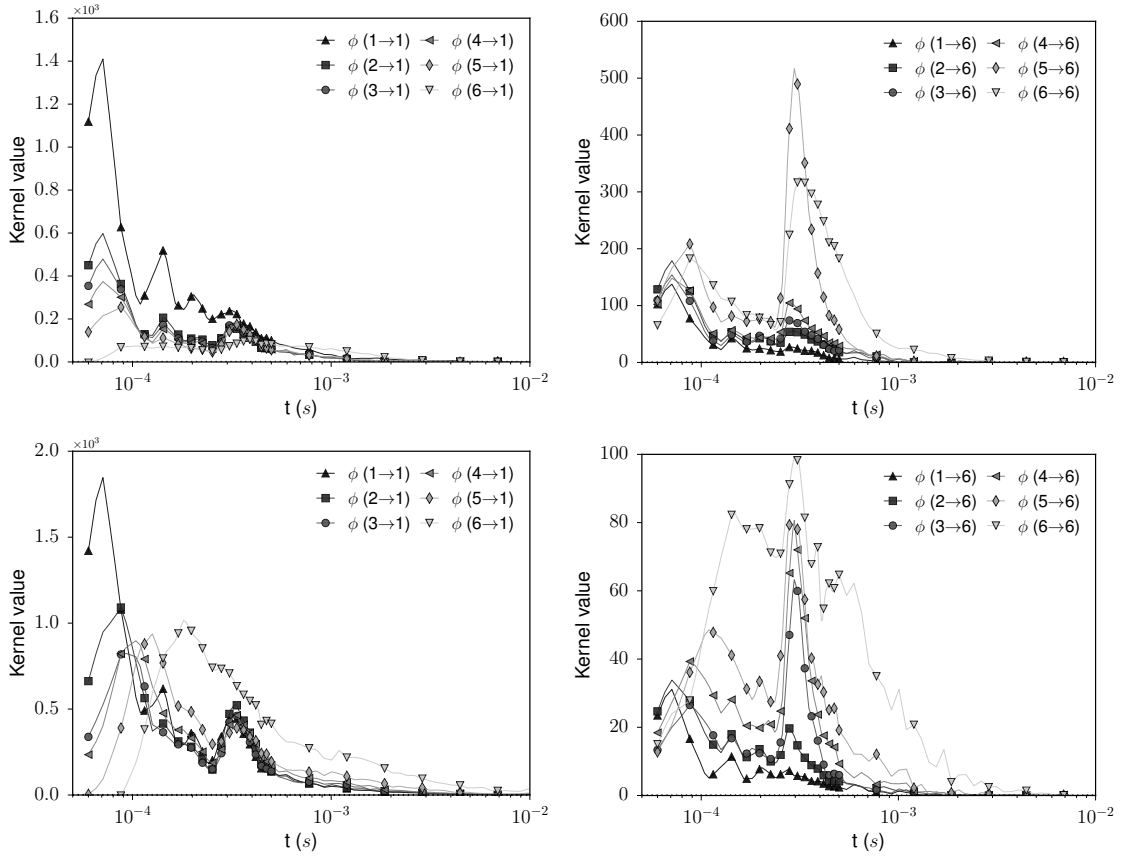 ×10³
1.6
1.4
1.2
1.0
0.8
0.6
0.4
0.2
0.0
Kernel value
10⁻⁴ 10⁻³ 10⁻²
t (s)
ϕ (1→1) ϕ (4→1)
ϕ (2→1) ϕ (5→1)
ϕ (3→1) ϕ (6→1)
600
500
400
300
200
100
0
Kernel value
10⁻⁴ 10⁻³ 10⁻²
t (s)
ϕ (1→6) ϕ (4→6)
ϕ (2→6) ϕ (5→6)
ϕ (3→6) ϕ (6→6)
×10³
2.0
1.5
1.0
0.5
0.0
Kernel value
10⁻⁴ 10⁻³ 10⁻²
t (s)
ϕ (1→1) ϕ (4→1)
ϕ (2→1) ϕ (5→1)
ϕ (3→1) ϕ (6→1)
100
80
60
40
20
0
Kernel value
10⁻⁴ 10⁻³ 10⁻²
t (s)
ϕ (1→6) ϕ (4→6)
ϕ (2→6) ϕ (5→6)
ϕ (3→6) ϕ (6→6)